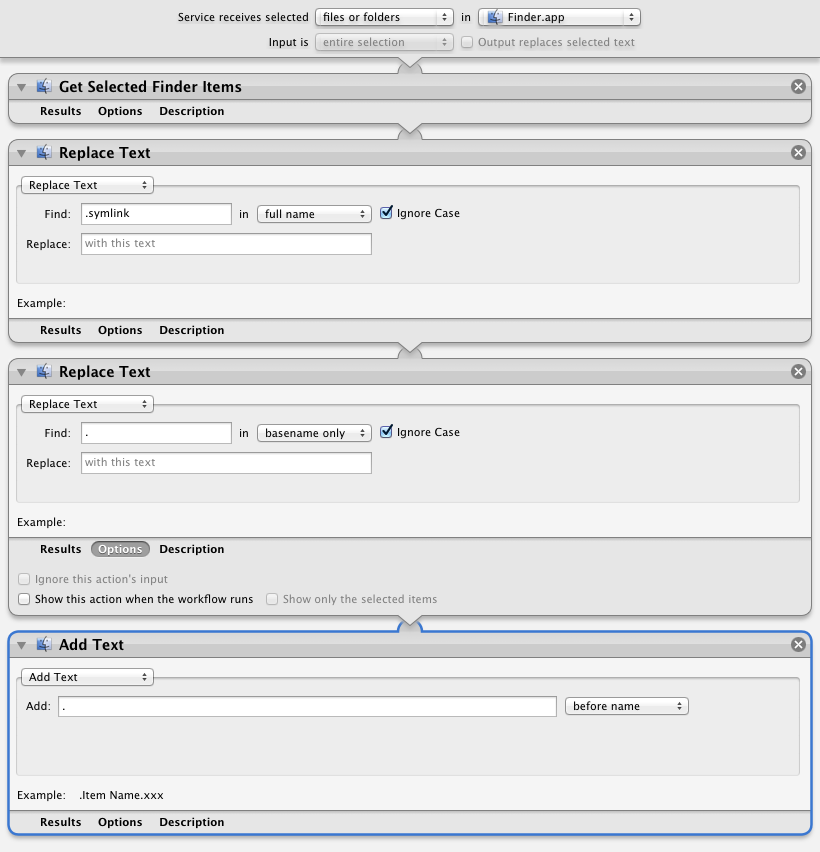 Service receives selected files or folders in Finder.app
Input is entire selection Output replaces selected text
Get Selected Finder Items
Results Options Description
Replace Text
Replace Text
Find: .symlink in full name Ignore Case
Replace: with this text
Example:
Results Options Description
Replace Text
Replace Text
Find: . in basename only Ignore Case
Replace: with this text
Example:
Results Options Description
Ignore this action's input
Show this action when the workflow runs Show only the selected items
Add Text
Add Text
Add: . before name
Example: .Item Name.xxx
Results Options Description